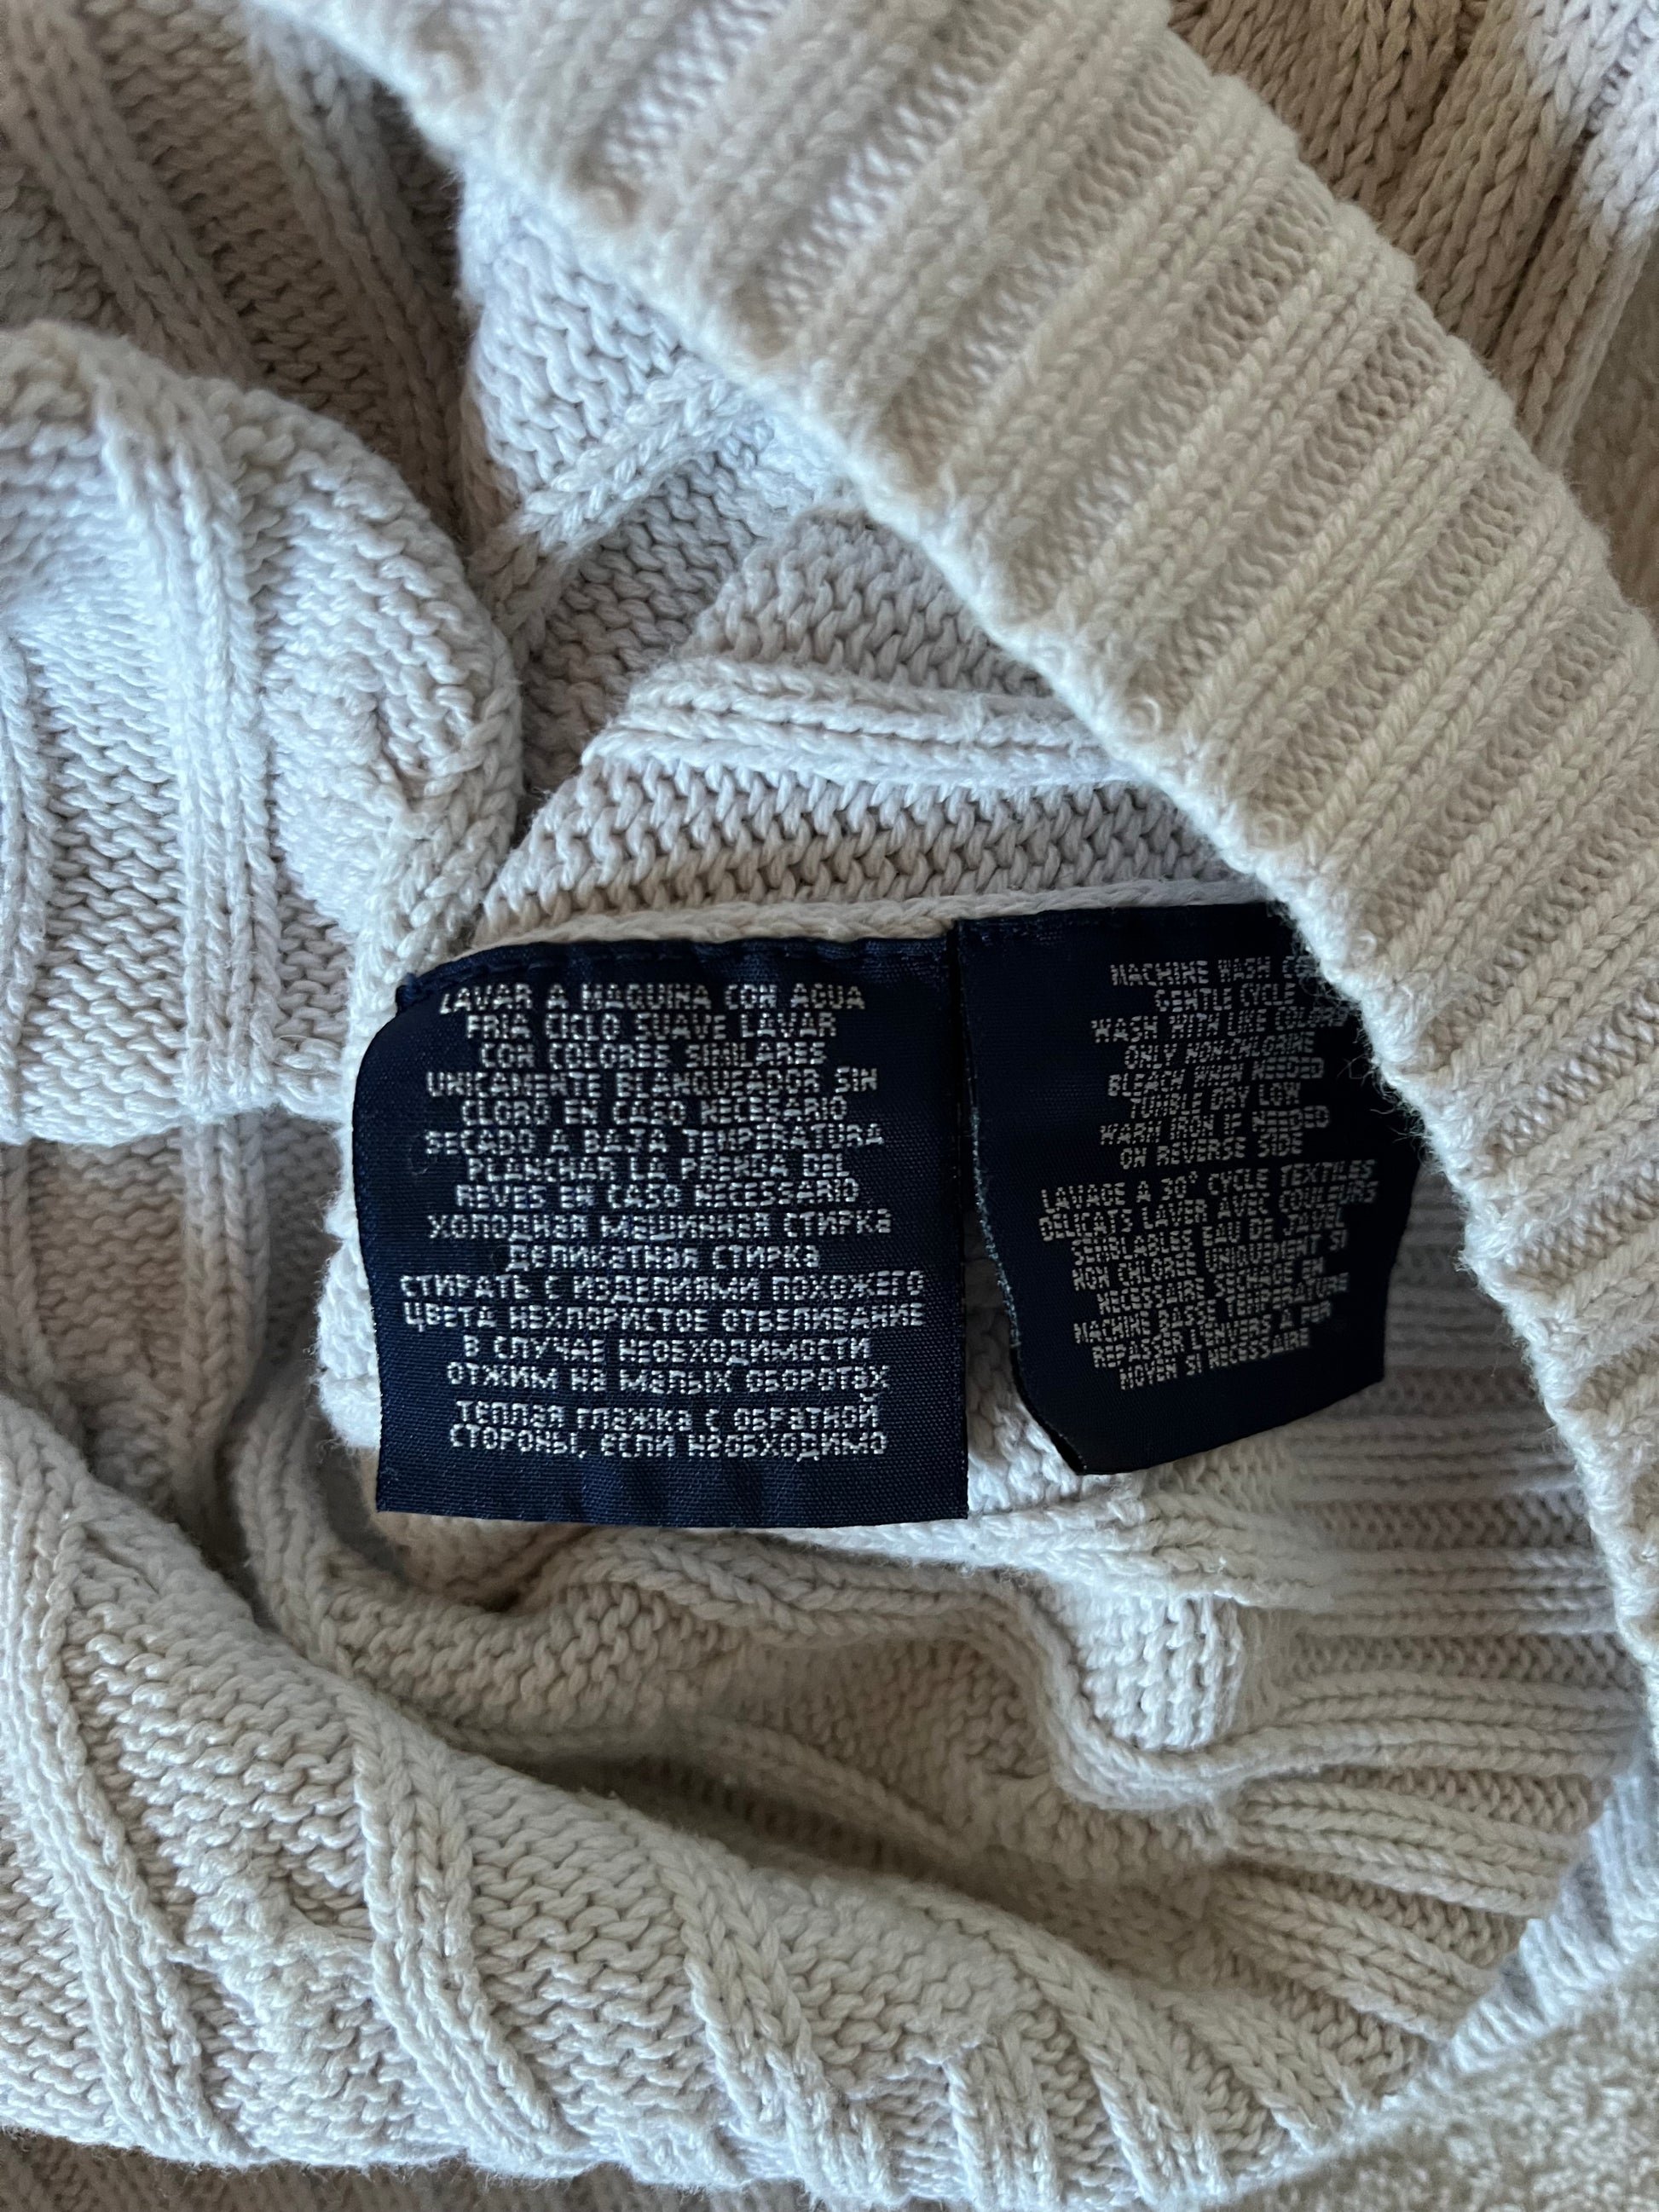 LAVAR A MAQUINA CON AGUA
FRIA CICLO SUAVE LAVAR
CON COLORES SIMILARES
UNICAMENTE BLANQUEADOR SIN
CLORO EN CASO NECESARIO
SECADO A BAJA TEMPERATURA
PLANCHAR LA PRENDA DEL
REVES EN CASO NECESSARIO
ХОЛОДНАЯ МАШИННАЯ СТИРКА
ДЕЛИКАТНАЯ СТИРКА
СТИРАТЬ С ИЗДЕЛИЯМИ ПОХОЖЕГО
ЦВЕТА НЕХЛОРИСТОЕ ОТБЕЛИВАНИЕ
В СЛУЧАЕ НЕОБХОДИМОСТИ
ОТЖИМ НА МАЛЫХ ОБОРОТАХ
ТЕПЛАЯ ГЛАЖКА С ОБРАТНОЙ
СТОРОНЫ, ЕСЛИ НЕОБХОДИМО
MACHINE WASH
GENTLE CYCLE
WASH WITH LIKE COLORS
ONLY NON-CHLORINE
BLEACH WHEN NEEDED
TUMBLE DRY LOW
WARM IRON IF NEEDED
ON REVERSE SIDE
LAVAGE A 30° CYCLE TEXTILES
DELICATS LAVER AVEC COULEURS
SEMBLABLES EAU DE JAVEL
NON CHLOREE UNIQUEMENT SI
NECESSAIRE SECHAGE EN
MACHINE BASSE TEMPERATURE
REPASSER L'ENVERS A FER
MOYEN SI NECESSAIRE